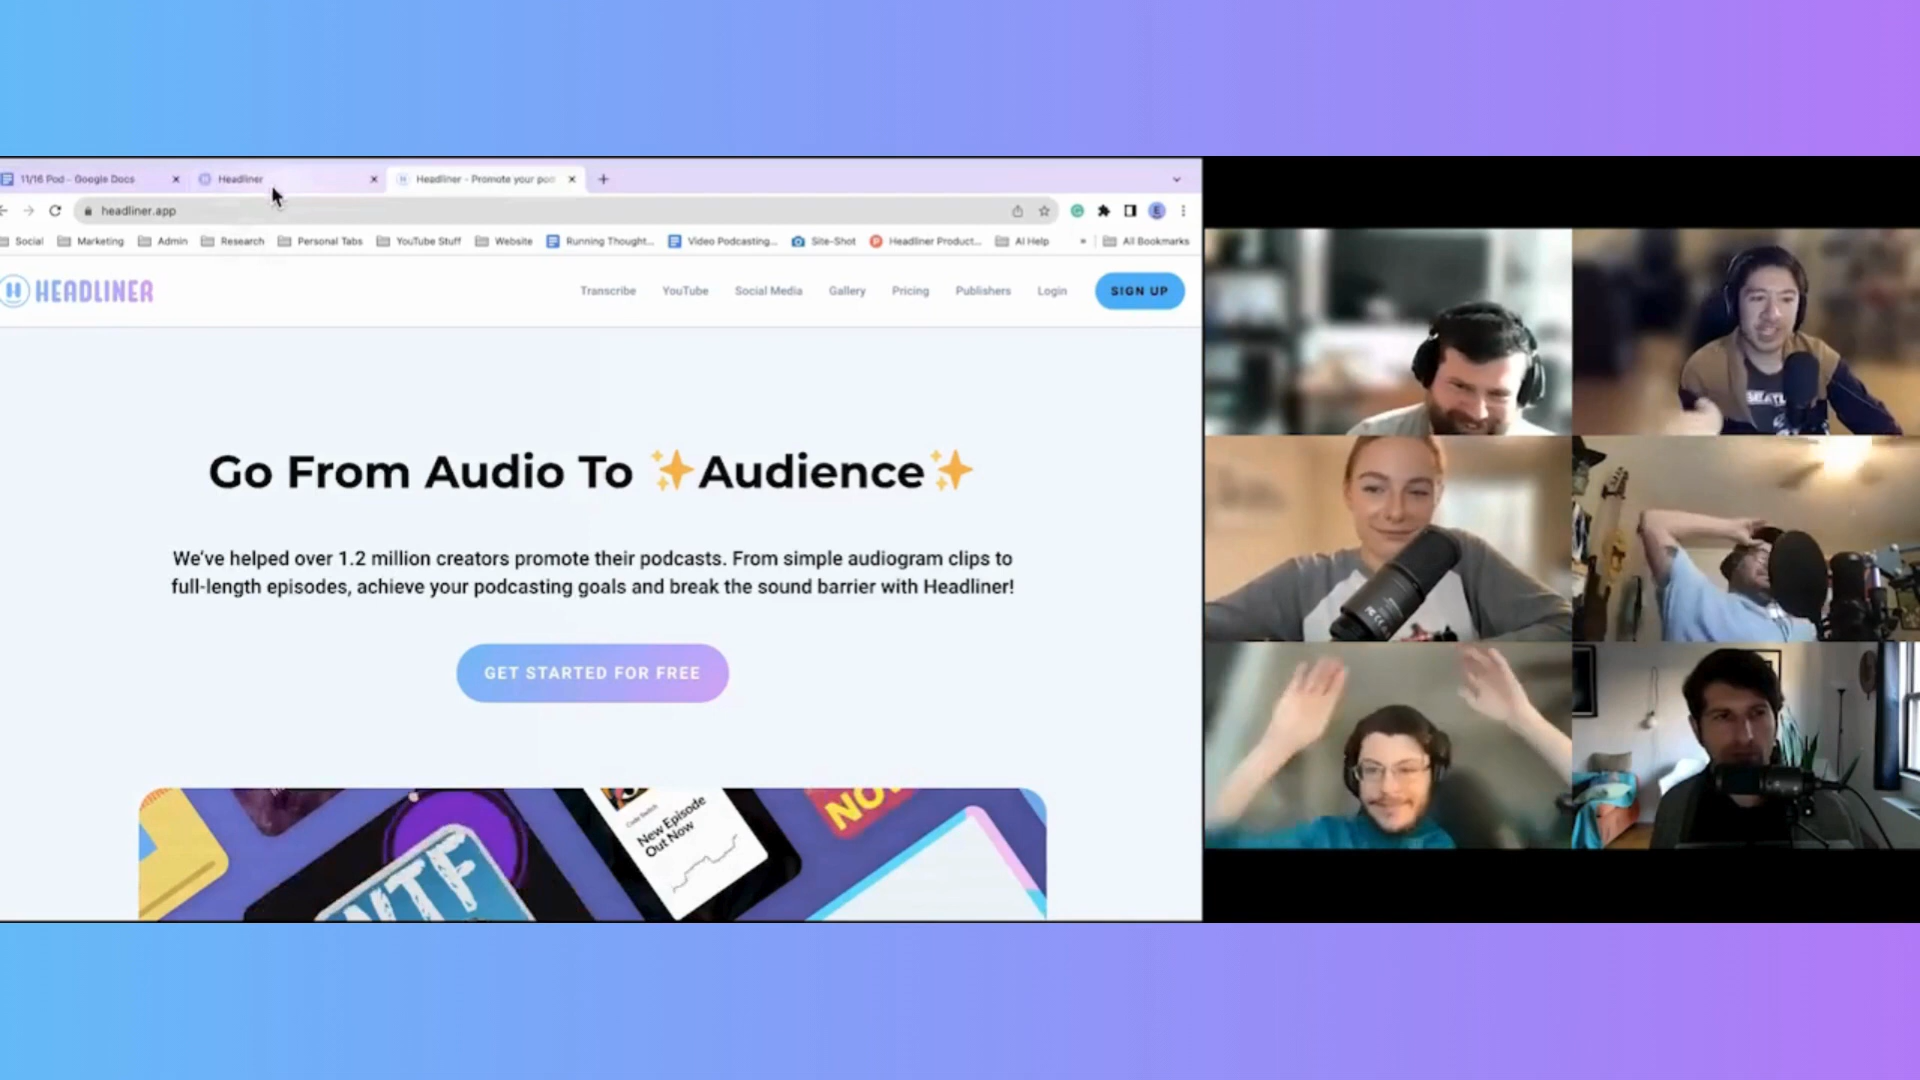 11/16 Pod - Google Docs
Headliner
Headliner - Promote your poo
headliner.app
E
Social
Marketing
Admin
Research
Personal Tabs
YouTube Stuff
Website
Running Thought...
Video Podcasting...
Site-Shot
Headliner Product...
AI Help
»
All Bookmarks
HEADLINER
Transcribe
YouTube
Social Media
Gallery
Pricing
Publishers
Login
SIGN UP
Go From Audio To ✨Audience✨
We've helped over 1.2 million creators promote their podcasts. From simple audiogram clips to
full-length episodes, achieve your podcasting goals and break the sound barrier with Headliner!
GET STARTED FOR FREE
Code Switch
New Episode
Out Now
NTF